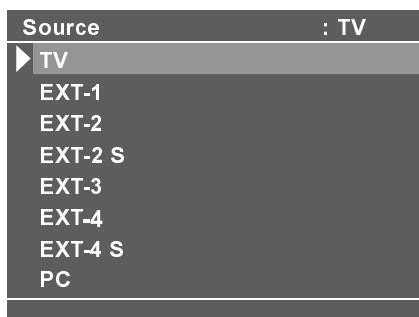 Source : TV
TV
EXT-1
EXT-2
EXT-2 S
EXT-3
EXT-4
EXT-4 S
PC